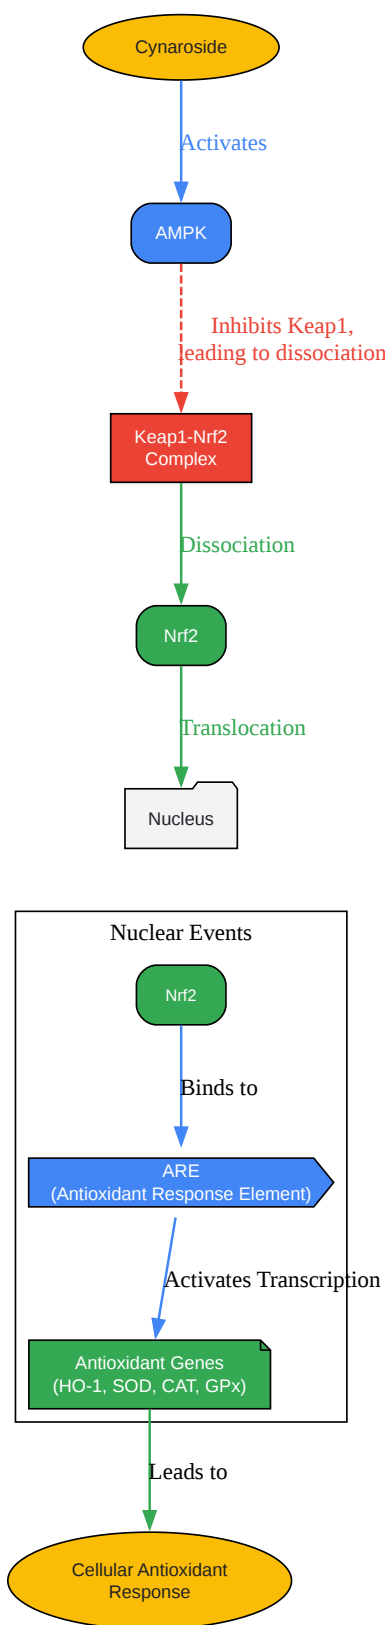 Cynaroside
Activates
AMPK
Inhibits Keap1,
leading to dissociation
Keap1-Nrf2
Complex
Dissociation
Nrf2
Translocation
Nucleus
Nuclear Events
Nrf2
Binds to
ARE
(Antioxidant Response Element)
Activates Transcription
Antioxidant Genes
(HO-1, SOD, CAT, GPx)
Leads to
Cellular Antioxidant
Response